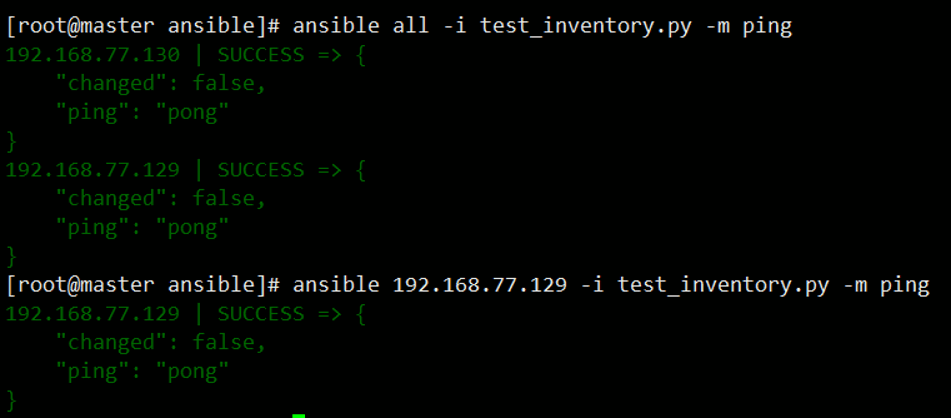 [root@master ansible]# ansible all -i test_inventory.py -m ping
192.168.77.130 | SUCCESS => {
    "changed": false,
    "ping": "pong"
}
192.168.77.129 | SUCCESS => {
    "changed": false,
    "ping": "pong"
}
[root@master ansible]# ansible 192.168.77.129 -i test_inventory.py -m ping
192.168.77.129 | SUCCESS => {
    "changed": false,
    "ping": "pong"
}